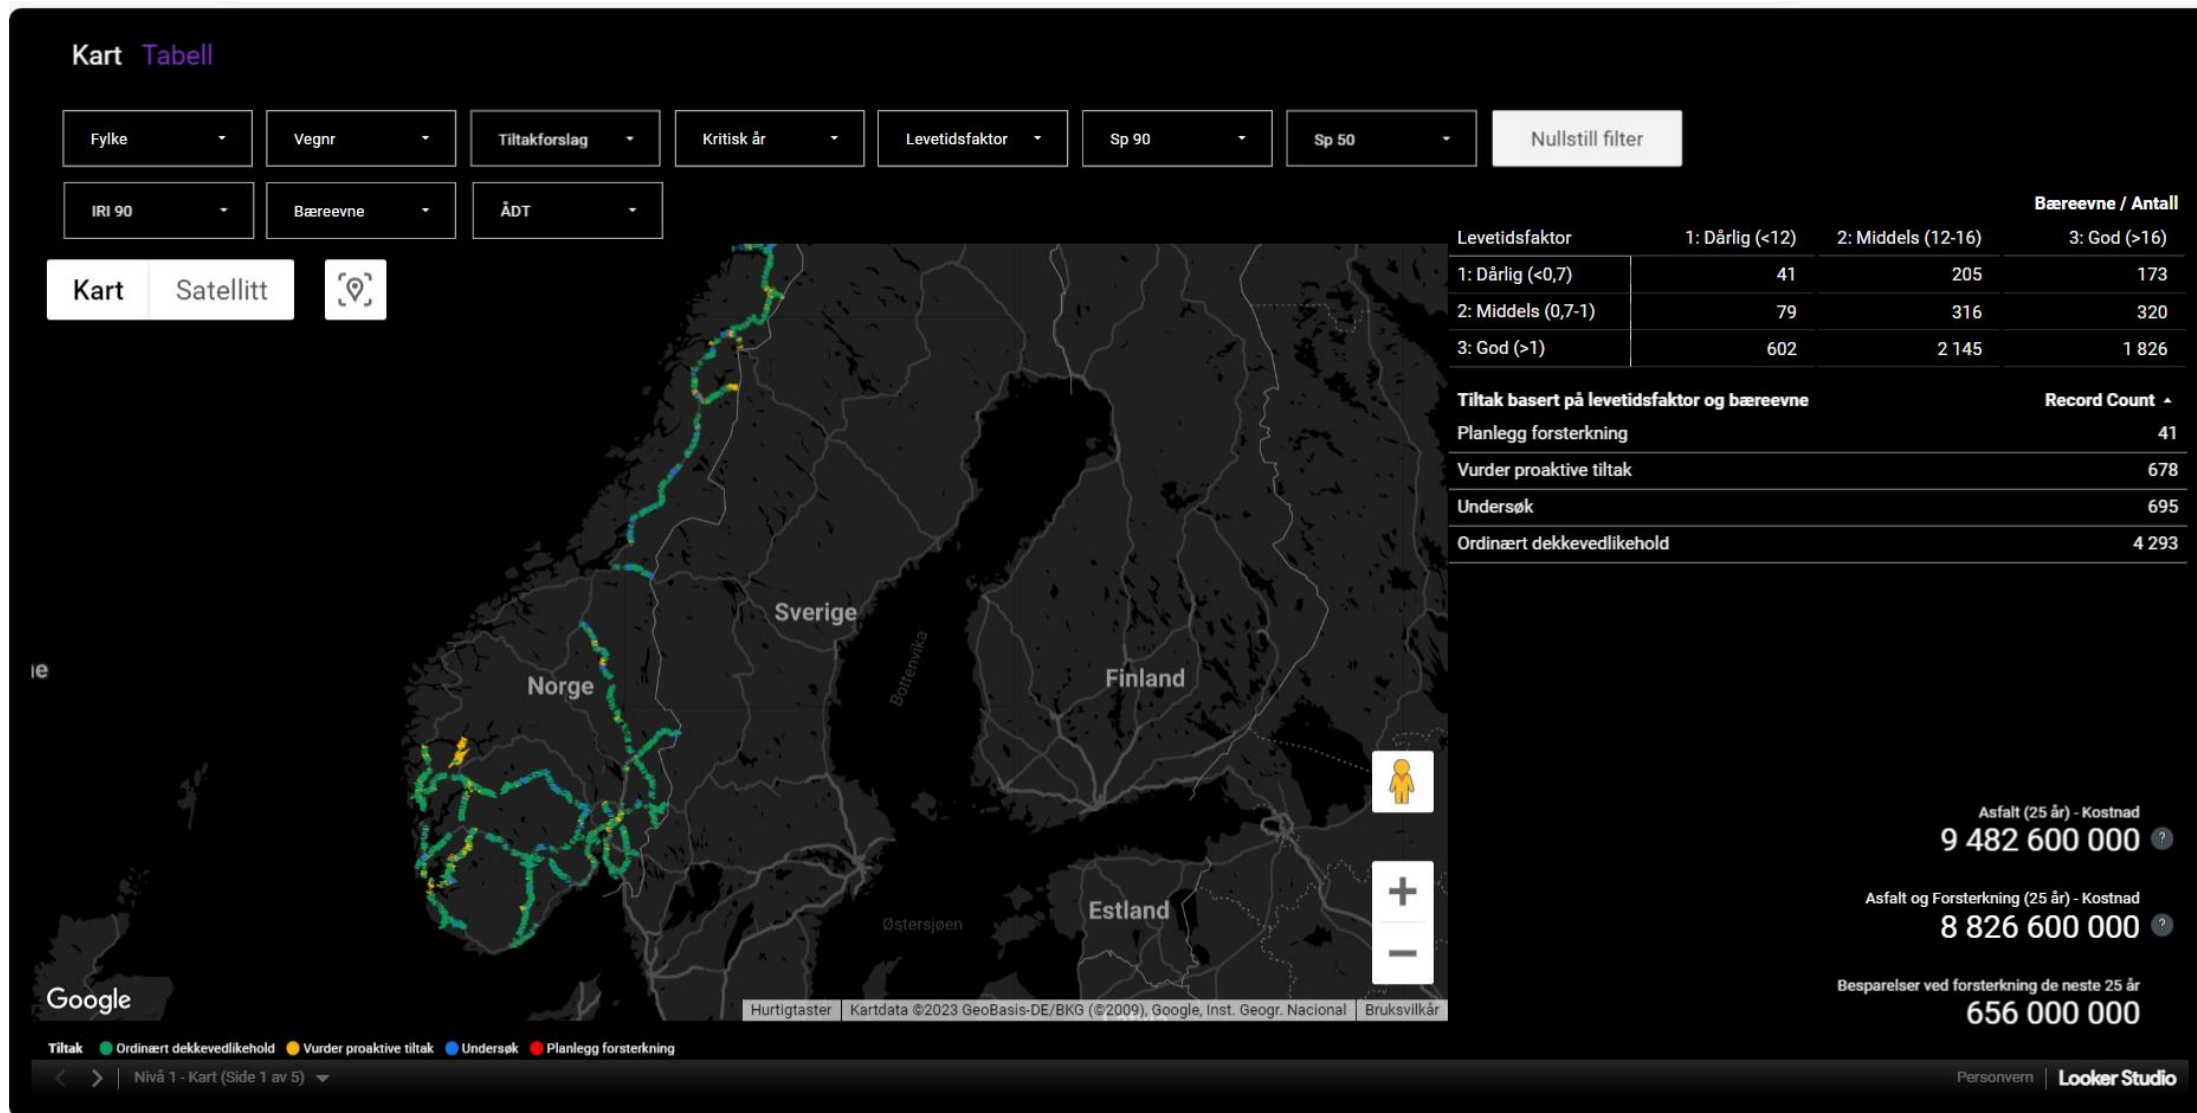 Kart Tabell
Fylke Vegnr Tiltakforslag Kritisk år Levetidsfaktor Sp 90 Sp 50 Nullstill filter
IRI 90 Bæreevne ÅDT
Bæreevne / Antall
Levetidsfaktor 1: Dårlig (<12) 2: Middels (12-16) 3: God (>16)
1: Dårlig (<0,7) 41 205 173
2: Middels (0,7-1) 79 316 320
3: God (>1) 602 2 145 1 826
Tiltak basert på levetidsfaktor og bæreevne Record Count
Planlegg forsterkning 41
Vurder proaktive tiltak 678
Undersøk 695
Ordinært dekkevedlikehold 4 293
Kart Satellitt
Sverige
Norge
Finland
Bottenvika
Estland
Østersjøen
Google
Hurtigtaster Kartdata ©2023 GeoBasis-DE/BKG (©2009), Google, Inst. Geogr. Nacional Bruksvilkår
Asfalt (25 år) - Kostnad
9 482 600 000 ?
Asfalt og Forsterkning (25 år) - Kostnad
8 826 600 000 ?
Besparelser ved forsterkning de neste 25 år
656 000 000
Tiltak Ordinært dekkevedlikehold Vurder proaktive tiltak Undersøk Planlegg forsterkning
Nivå 1 - Kart (Side 1 av 5)
Personvern Looker Studio